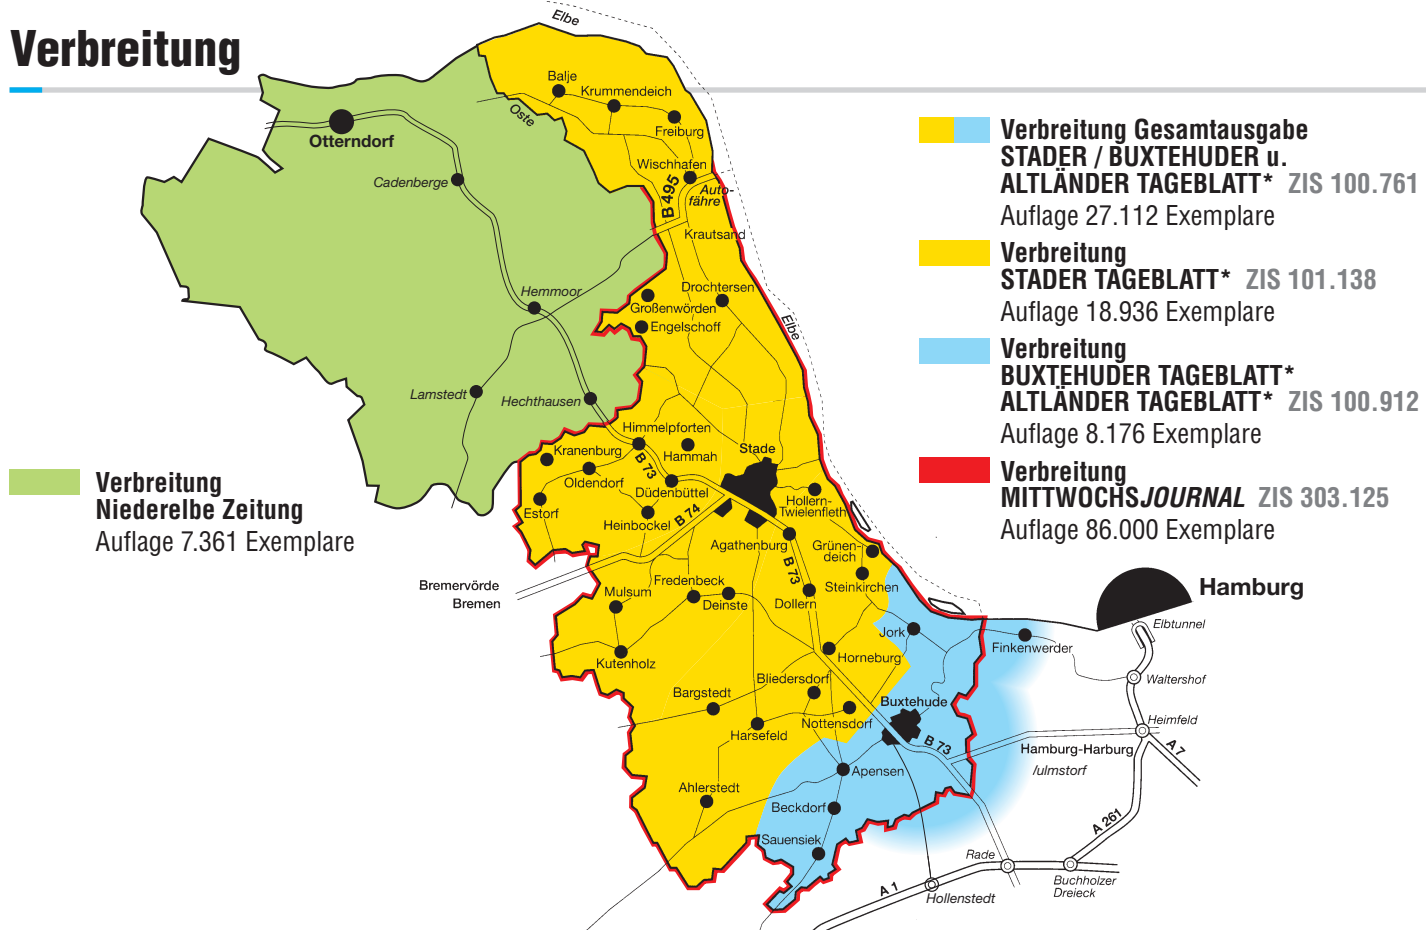 Verbreitung
Elbe
Balje
Krummendeich
Oste
Freiburg
Otterndorf
Wischhafen
Cadenberge
B 495
Auto-
fähre
Krautsand
Hemmoor
Drochtersen
Großenwörden
Engelschoff
Elbe
Lamstedt
Hechthausen
Himmelpforten
Hammah
Stade
Kranenburg
B 73
Oldendorf
Düdenbüttel
Estorf
Heinbockel
B 74
Hollern-
Twielenfleth
Agathenburg
Grünen-
deich
B 73
Steinkirchen
Bremervörde
Bremen
Fredenbeck
Mulsum
Deinste
Dollern
Jork
Finkenwerder
Kutenholz
Horneburg
Bliedersdorf
Bargstedt
Buxtehude
Nottensdorf
Harsefeld
B 73
Apensen
Ahlerstedt
Beckdorf
Sauensiek
Hamburg
Elbtunnel
Waltershof
Heimfeld
Hamburg-Harburg
A 7
/ulmstorf
A 261
Rade
Buchholzer
Dreieck
A 1
Hollenstedt
Verbreitung Gesamtausgabe
STADER / BUXTEHUDER u.
ALTLÄNDER TAGEBLATT* ZIS 100.761
Auflage 27.112 Exemplare
Verbreitung
STADER TAGEBLATT* ZIS 101.138
Auflage 18.936 Exemplare
Verbreitung
BUXTEHUDER TAGEBLATT*
ALTLÄNDER TAGEBLATT* ZIS 100.912
Auflage 8.176 Exemplare
Verbreitung
MITTWOCHSJOURNAL ZIS 303.125
Auflage 86.000 Exemplare
Verbreitung
Niederelbe Zeitung
Auflage 7.361 Exemplare